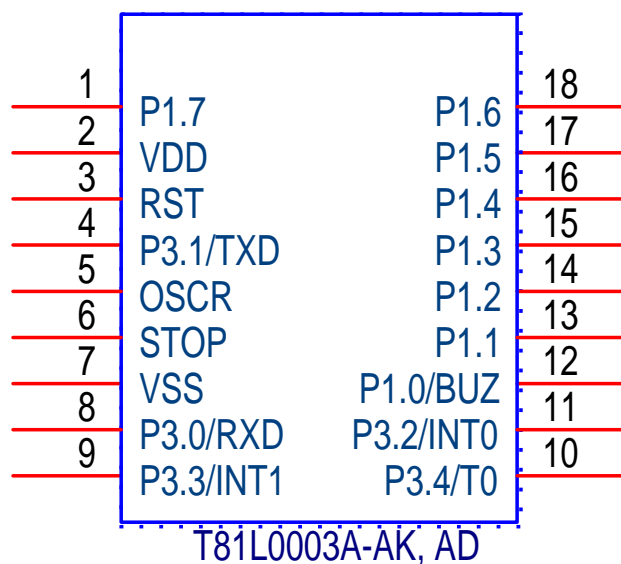 1 P1.7 P1.6 18
2 VDD P1.5 17
3 RST P1.4 16
4 P3.1/TXD P1.3 15
5 OSCR P1.2 14
6 STOP P1.1 13
7 VSS P1.0/BUZ 12
8 P3.0/RXD P3.2/INT0 11
9 P3.3/INT1 P3.4/T0 10
T81L0003A-AK, AD